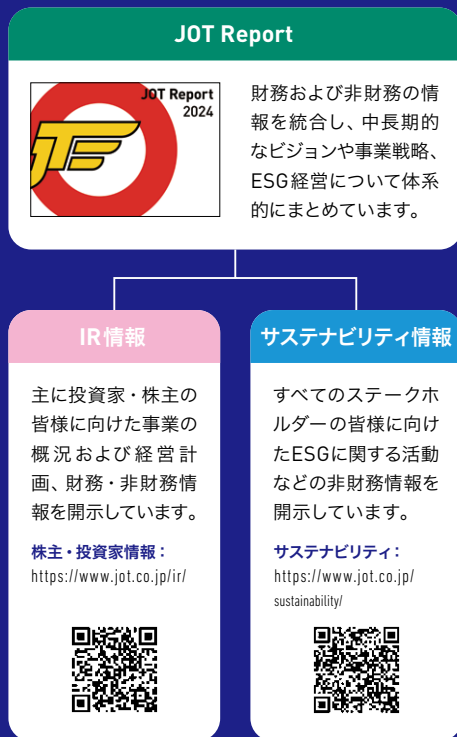 JOT Report
JOT Report
2024
財務および非財務の情
報を統合し、中長期的
なビジョンや事業戦略、
ESG経営について体系
的にまとめています。
IR情報
主に投資家・株主の
皆様に向けた事業の
概況および経営計
画、財務・非財務情
報を開示しています。
株主・投資家情報：
https://www.jot.co.jp/ir/
サステナビリティ情報
すべてのステークホ
ルダーの皆様に向け
たESGに関する活動
などの非財務情報を
開示しています。
サステナビリティ：
https://www.jot.co.jp/
sustainability/